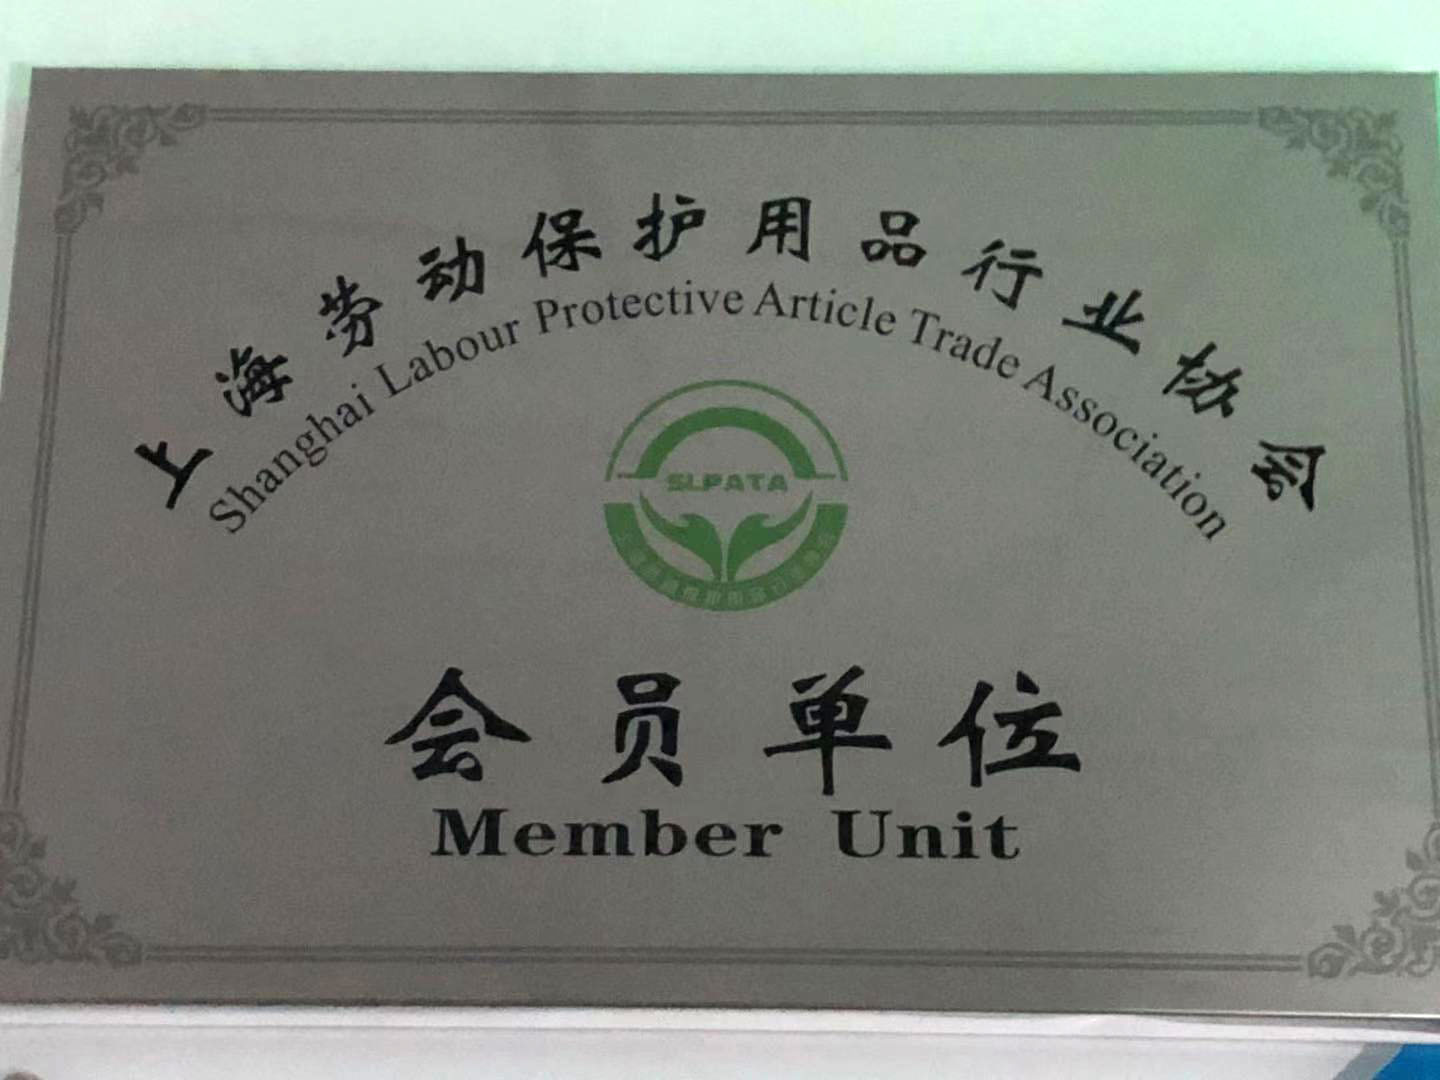 上海劳动保护用品行业协会
Shanghai Labour Protective Article Trade Association
SLPATA
会员单位
Member Unit